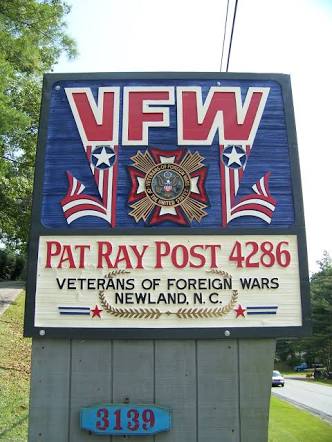 VFW
PAT RAY POST 4286
VETERANS OF FOREIGN WARS
NEWLAND, N.C.
3139